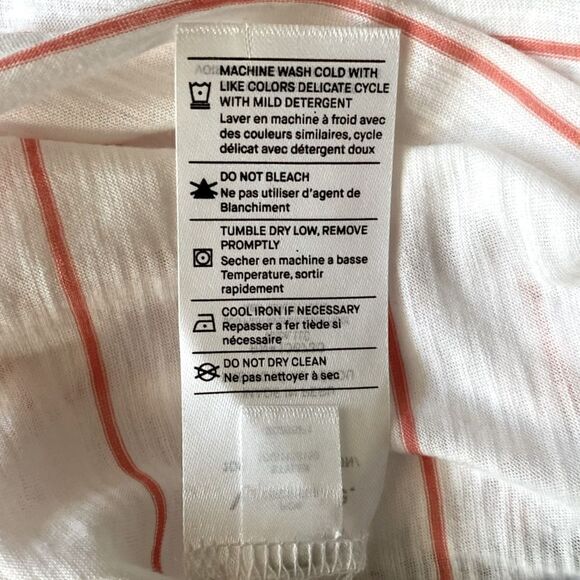 MACHINE WASH COLD WITH
LIKE COLORS DELICATE CYCLE
WITH MILD DETERGENT
Laver en machine à froid avec
des couleurs similaires, cycle
délicat avec détergent doux
DO NOT BLEACH
Ne pas utiliser d'agent de
Blanchiment
TUMBLE DRY LOW, REMOVE
PROMPTLY
Secher en machine a basse
Temperature, sortir
rapidement
COOL IRON IF NECESSARY
Repasser a fer tiède si
nécessaire
DO NOT DRY CLEAN
Ne pas nettoyer à sec